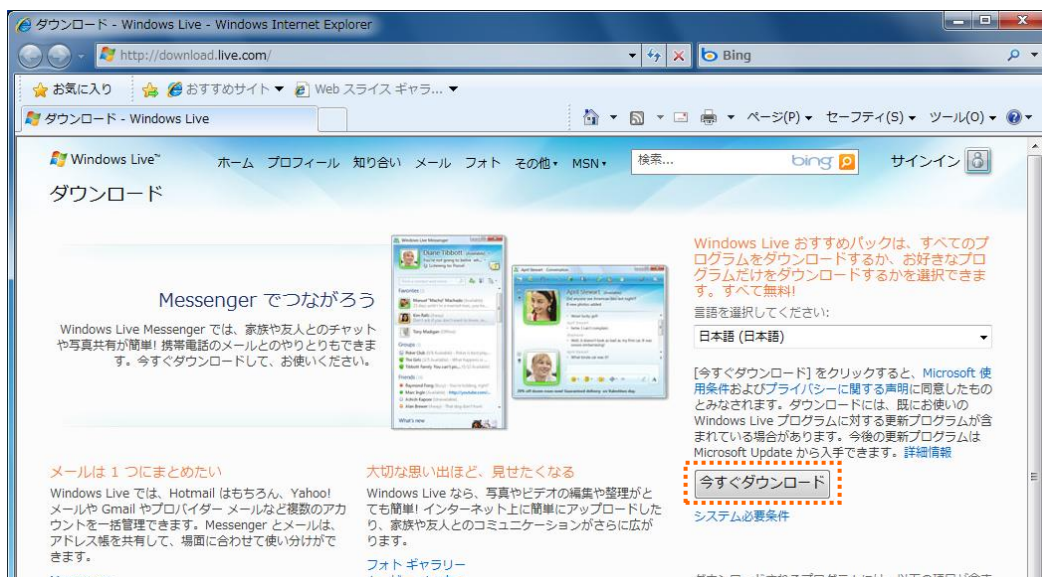 ダウンロード - Windows Live - Windows Internet Explorer
http://download.live.com/
Bing
お気に入り おすすめサイト Web スライス ギャラ...
ダウンロード - Windows Live
ページ(P) セーフティ(S) ツール(O)
Windows Live™ ホーム プロフィール 知り合い メール フォト その他 MSN 検索... bing サインイン
ダウンロード
Messenger でつながろう
Windows Live Messenger では、家族や友人とのチャット
や写真共有が簡単! 携帯電話のメールとのやりとりもできま
す。今すぐダウンロードして、お使いください。
Windows Live おすすめパックは、すべてのプ
ログラムをダウンロードするか、お好きなプロ
グラムだけをダウンロードするかを選択できま
す。すべて無料!
言語を選択してください:
日本語 (日本語)
[今すぐダウンロード] をクリックすると、Microsoft 使
用条件およびプライバシーに関する声明に同意したもの
とみなされます。ダウンロードには、既にお使いの
Windows Live プログラムに対する更新プログラムが含
まれている場合があります。今後の更新プログラムは
Microsoft Update から入手できます。詳細情報
今すぐダウンロード
システム必要条件
メールは 1 つにまとめたい
Windows Live では、Hotmail はもちろん、Yahoo!
メールや Gmail やプロバイダー メールなど複数のアカ
ウントを一括管理できます。Messenger とメールは、
アドレス帳を共有して、場面に合わせて使い分けがで
きます。
大切な思い出ほど、見せたくなる
Windows Live なら、写真やビデオの編集や整理がと
ても簡単! インターネット上に簡単にアップロードした
り、家族や友人とのコミュニケーションがさらに広が
ります。
フォト ギャラリー